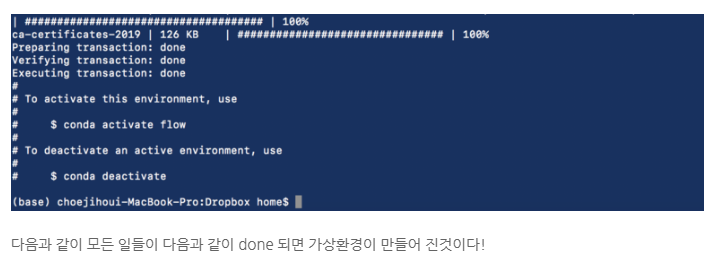 | ##################################### | 100%
ca-certificates-2019 | 126 KB    | ################################ | 100%
Preparing transaction: done
Verifying transaction: done
Executing transaction: done
#
# To activate this environment, use
#
#     $ conda activate flow
#
# To deactivate an active environment, use
#
#     $ conda deactivate
(base) choejihoui-MacBook-Pro:Dropbox home$
다음과 같이 모든 일들이 다음과 같이 done 되면 가상환경이 만들어 진것이다!